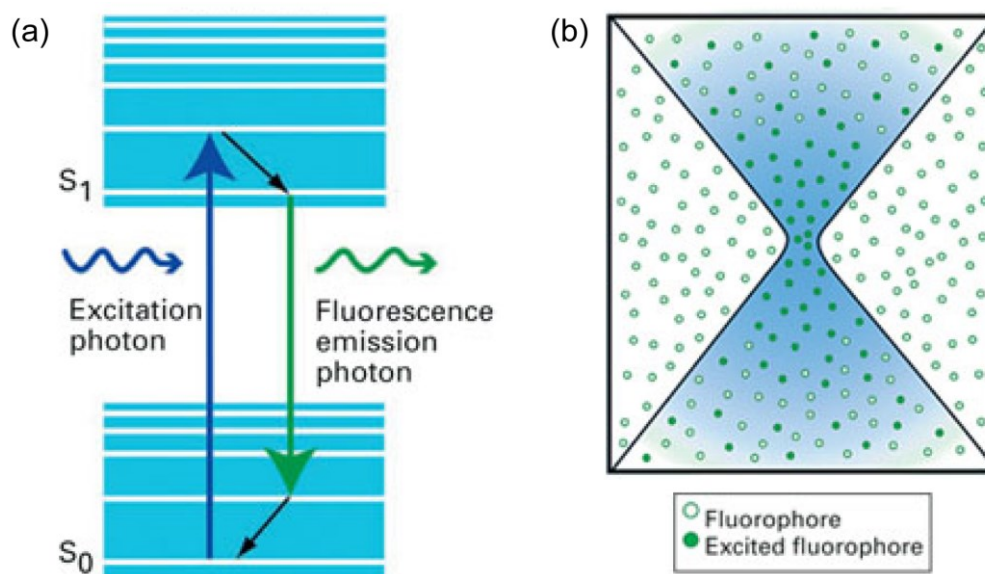 (a)
S1
Excitation
photon
Fluorescence
emission
photon
S0
(b)
Fluorophore
Excited fluorophore